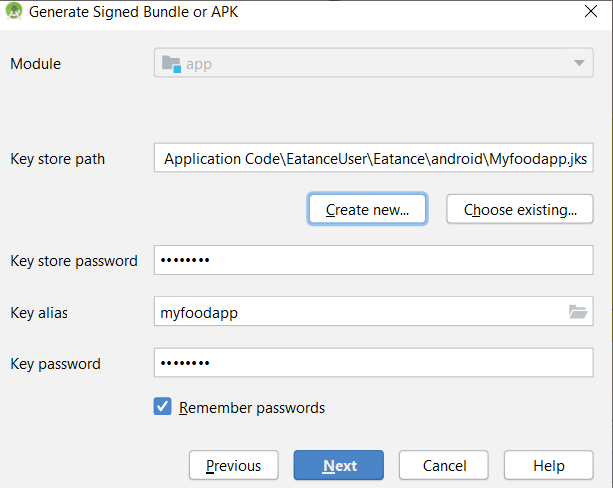 Generate Signed Bundle or APK
Module
app
Key store path
Application Code\EatanceUser\Eatance\android\Myfoodapp.jks
Create new...
Choose existing...
Key store password
••••••••
Key alias
myfoodapp
Key password
••••••••
Remember passwords
Previous
Next
Cancel
Help